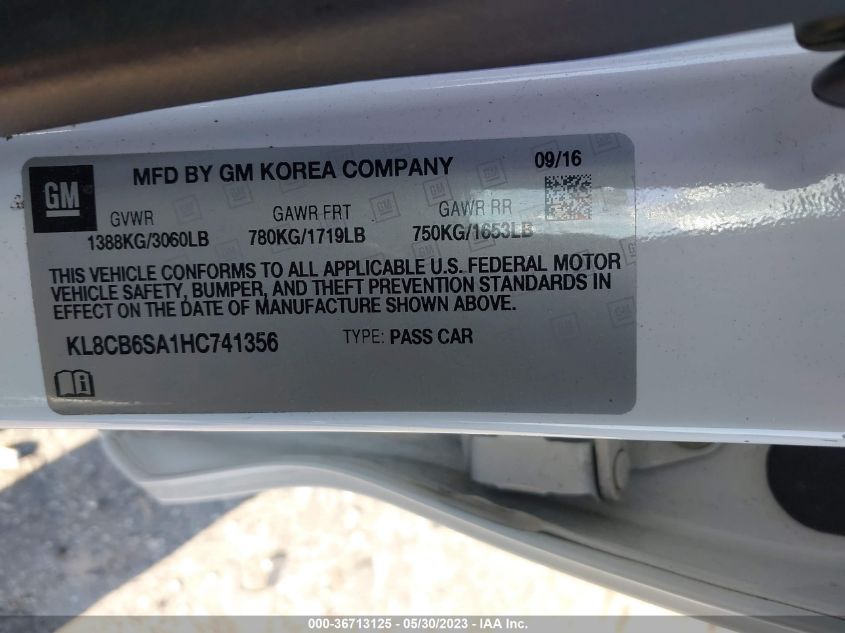 GM
MFD BY GM KOREA COMPANY
09/16
GVWR
GAWR FRT
GAWR RR
1388KG/3060LB
780KG/1719LB
750KG/1653LB
THIS VEHICLE CONFORMS TO ALL APPLICABLE U.S. FEDERAL MOTOR
VEHICLE SAFETY, BUMPER, AND THEFT PREVENTION STANDARDS IN
EFFECT ON THE DATE OF MANUFACTURE SHOWN ABOVE.
KL8CB6SA1HC741356
TYPE: PASS CAR
000-36713125 - 05/30/2023 - IAA Inc.